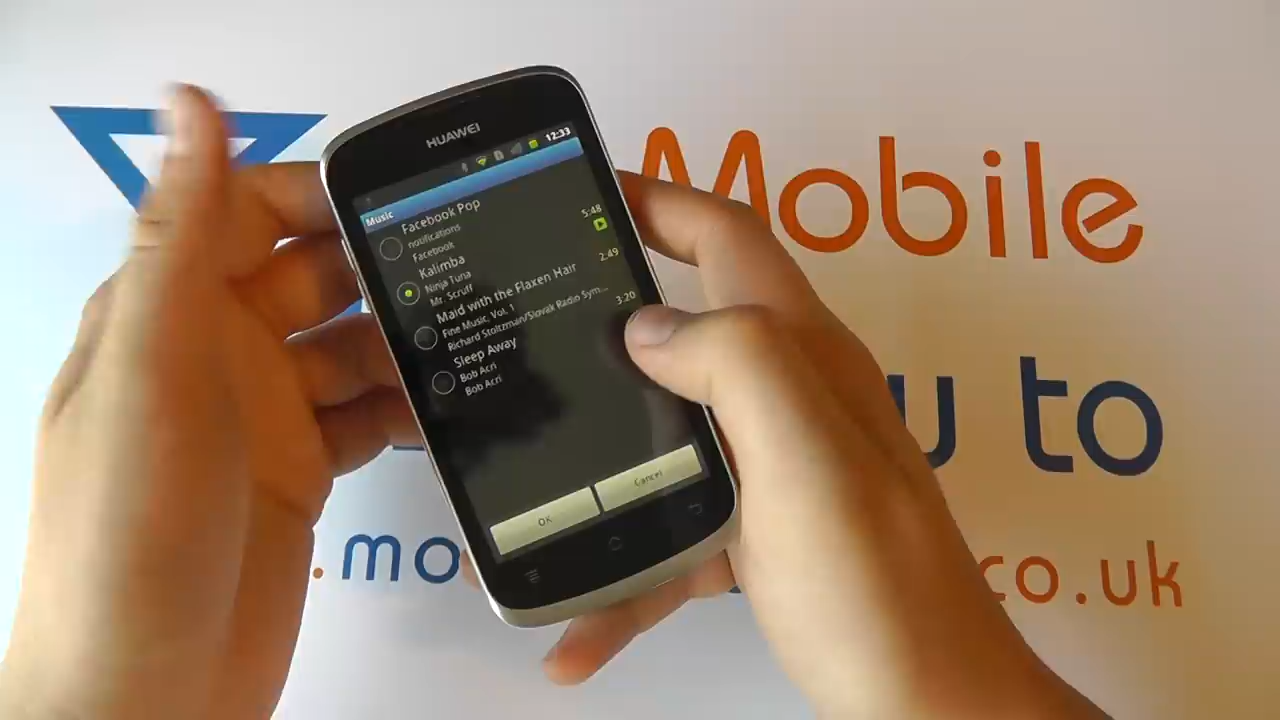 HUAWEI
12:33
Music
Facebook Pop
notifications
Facebook
5:48
Kalimba
Ninja Tuna
Mr. Scruff
2:49
Maid with the Flaxen Hair
Fine Music, Vol. 1
Richard Stoltzman/Slovak Radio Sym...
3:20
Sleep Away
Bob Acri
Bob Acri
OK
Cancel
Mobile
to
.mo
co.uk